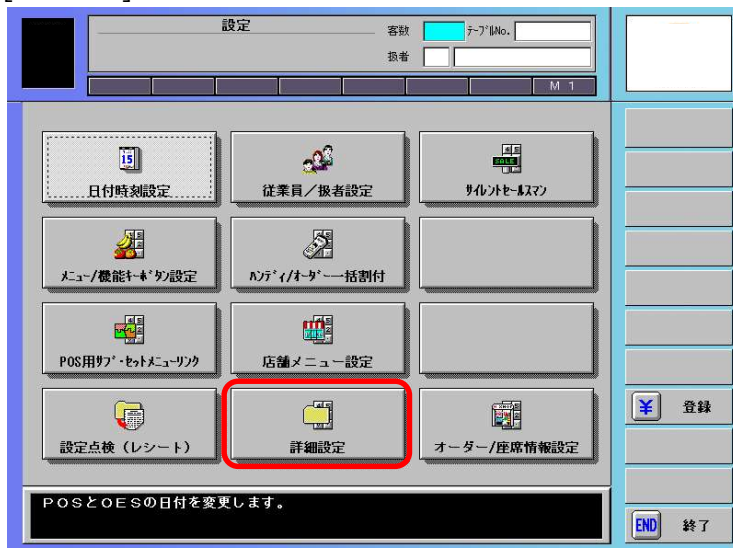 設定
客数
ﾃｰﾌﾞﾙNo.
扱者
M 1
15
日付時刻設定
従業員／扱者設定
SALE
ｻｲﾚﾝﾄｾｰﾙｽﾏﾝ
ﾒﾆｭｰ/機能ｷｰﾎﾞﾀﾝ設定
ﾊﾝﾃﾞｨ/ｵｰﾀﾞｰ一括割付
POS用ｻﾌﾞ･ｾｯﾄﾒﾆｭｰﾘﾝｸ
店舗メニュー設定
設定点検（レシート）
詳細設定
オーダー/座席情報設定
¥ 登録
ＰＯＳとＯＥＳの日付を変更します。
END 終了